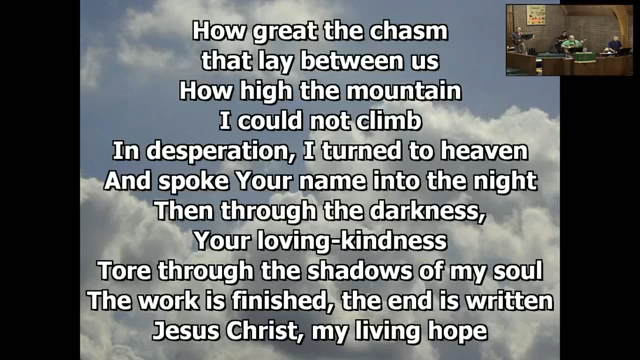 How great the chasm
that lay between us
How high the mountain
I could not climb
In desperation, I turned to heaven
And spoke Your name into the night
Then through the darkness,
Your loving-kindness
Tore through the shadows of my soul
The work is finished, the end is written
Jesus Christ, my living hope